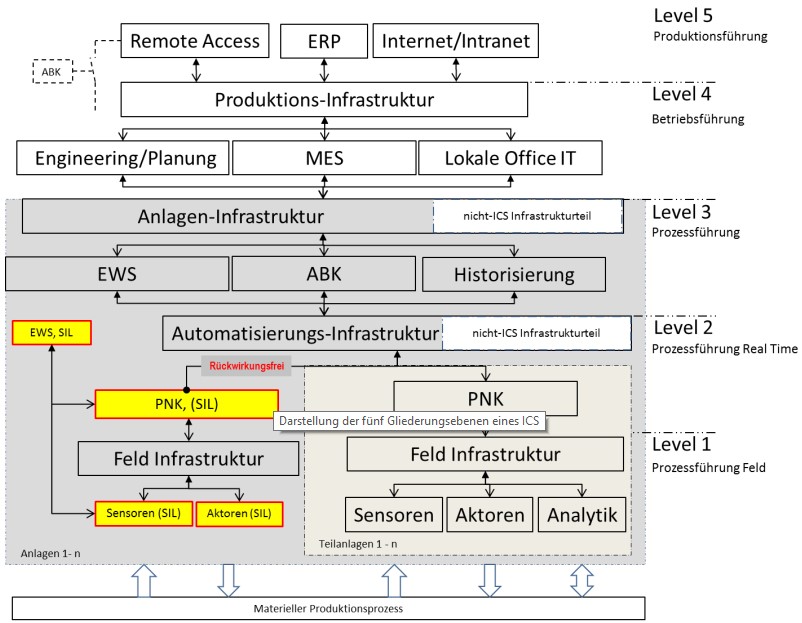 Level 5
Produktionsführung
Remote Access
ERP
Internet/Intranet
ABK
Produktions-Infrastruktur
Level 4
Betriebsführung
Engineering/Planung
MES
Lokale Office IT
Anlagen-Infrastruktur
nicht-ICS Infrastrukturteil
Level 3
Prozessführung
EWS
ABK
Historisierung
Automatisierungs-Infrastruktur
nicht-ICS Infrastrukturteil
Level 2
Prozessführung Real Time
EWS, SIL
Rückwirkungsfrei
PNK, (SIL)
PNK
Darstellung der fünf Gliederungsebenen eines ICS
Level 1
Prozessführung Feld
Feld Infrastruktur
Feld Infrastruktur
Sensoren (SIL)
Aktoren (SIL)
Sensoren
Aktoren
Analytik
Anlagen 1- n
Teilanlagen 1 - n
Materieller Produktionsprozess